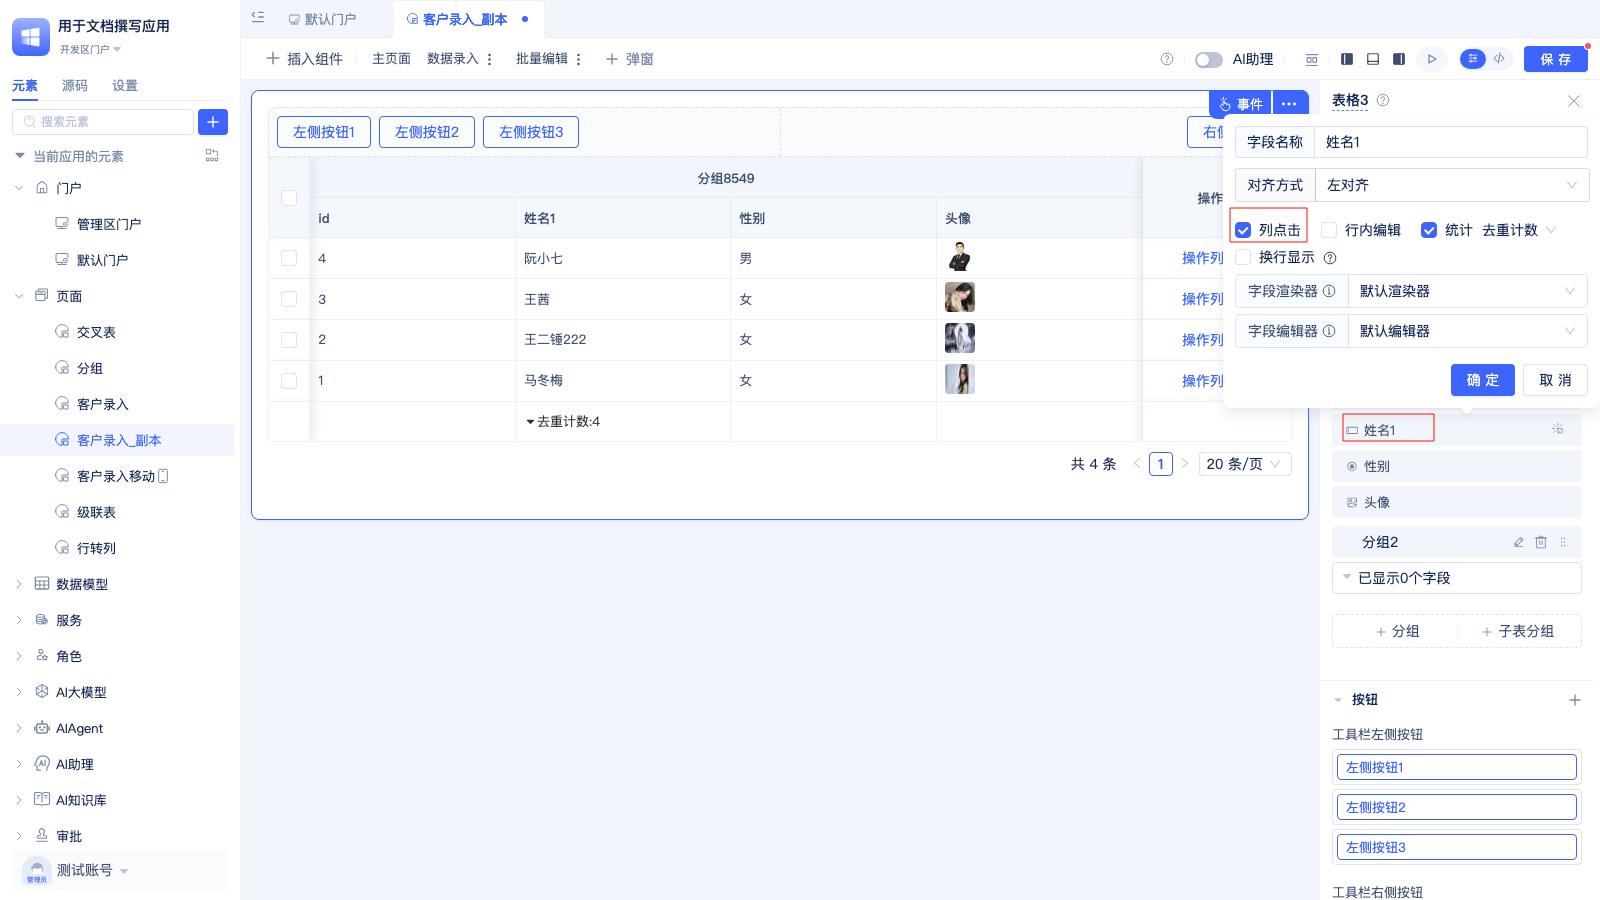 用于文档撰写应用
开发区门户
元素 源码 设置
搜索元素
当前应用的元素
门户
管理区门户
默认门户
页面
交叉表
分组
客户录入
客户录入_副本
客户录入移动
级联表
行转列
数据模型
服务
角色
AI大模型
AIAgent
AI助理
AI知识库
审批
测试账号
管理员
默认门户 客户录入_副本
插入组件 主页面 数据录入 批量编辑 弹窗
AI助理 保存
事件
左侧按钮1 左侧按钮2 左侧按钮3
分组8549
id 姓名1 性别 头像
4 阮小七 男 操作列
3 王茜 女 操作列
2 王二锤222 女 操作列
1 马冬梅 女 操作列
去重计数:4
共 4 条 1 20 条/页
表格3
字段名称 姓名1
对齐方式 左对齐
列点击 行内编辑 统计 去重计数
换行显示
字段渲染器 默认渲染器
字段编辑器 默认编辑器
确定 取消
姓名1
性别
头像
分组2
已显示0个字段
分组 子表分组
按钮
工具栏左侧按钮
左侧按钮1
左侧按钮2
左侧按钮3
工具栏右侧按钮